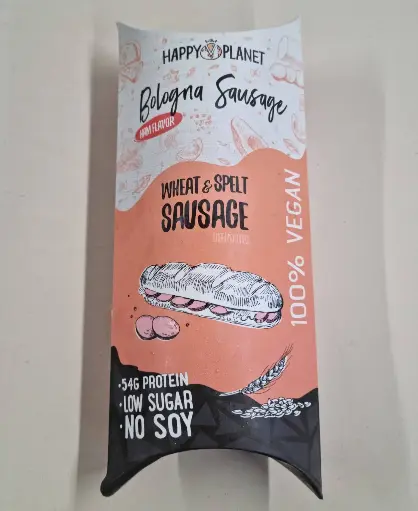 HAPPY PLANET
Bologna Sausage
HAM FLAVOR
WHEAT & SPELT
SAUSAGE
100% VEGAN
•54G PROTEIN
•LOW SUGAR
•NO SOY